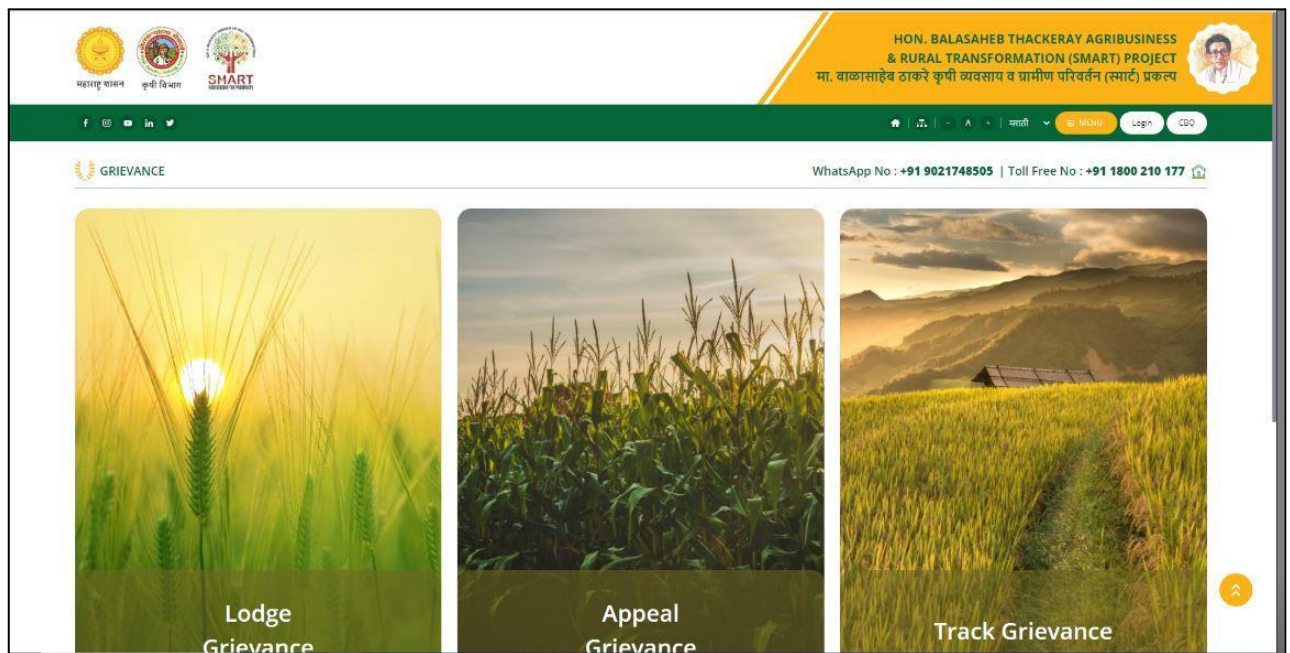 महाराष्ट्र शासन
कृषी विभाग
SMART
HON. BALASAHEB THACKERAY AGRIBUSINESS
& RURAL TRANSFORMATION (SMART) PROJECT
मा. बाळासाहेब ठाकरे कृषी व्यवसाय व ग्रामीण परिवर्तन (स्मार्ट) प्रकल्प
- A + | मराठी MENU Login CBO
GRIEVANCE
WhatsApp No : +91 9021748505 | Toll Free No : +91 1800 210 177
Lodge
Grievance
Appeal
Grievance
Track Grievance